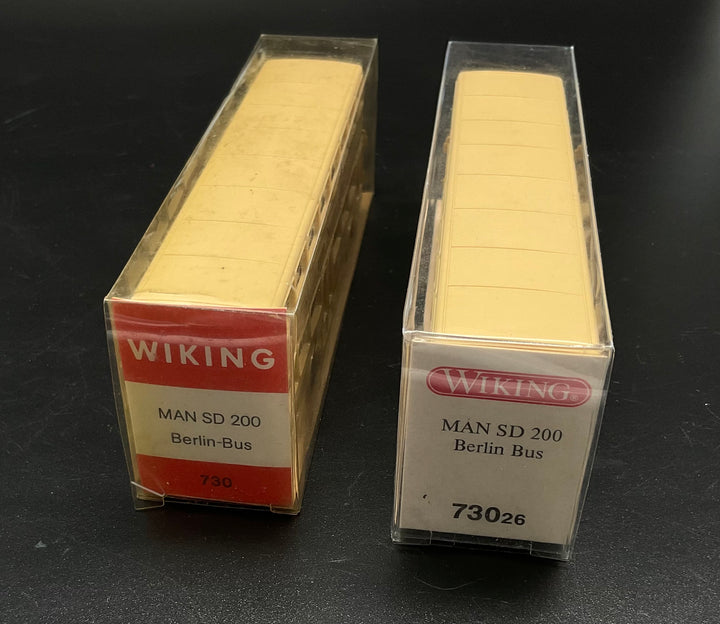 WIKING
MAN SD 200
Berlin-Bus
730
WIKING®
MAN SD 200
Berlin Bus
73026